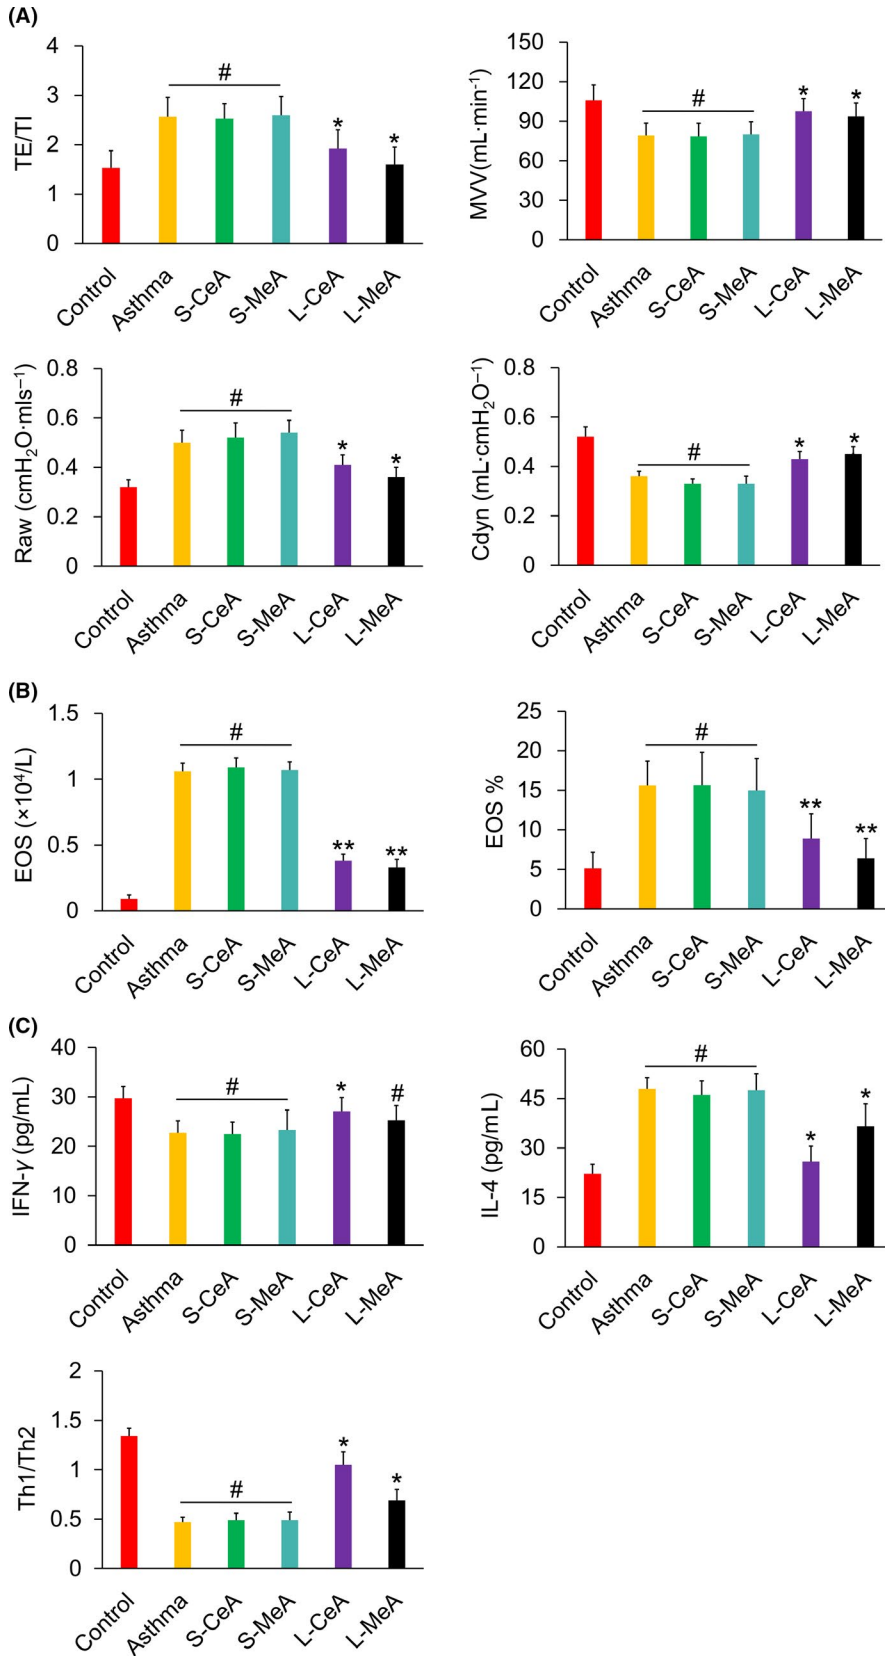 (A)
4
3
2
1
0
TE/TI
#
*
*
Control
Asthma
S-CeA
S-MeA
L-CeA
L-MeA
150
120
90
60
30
0
MVV(mL·min⁻¹)
#
*
*
Control
Asthma
S-CeA
S-MeA
L-CeA
L-MeA
0.8
0.6
0.4
0.2
0
Raw (cmH₂O·mls⁻¹)
#
*
*
Control
Asthma
S-CeA
S-MeA
L-CeA
L-MeA
0.8
0.6
0.4
0.2
0
Cdyn (mL·cmH₂O⁻¹)
#
*
*
Control
Asthma
S-CeA
S-MeA
L-CeA
L-MeA
(B)
1.5
1
0.5
0
EOS (×10⁴/L)
#
**
**
Control
Asthma
S-CeA
S-MeA
L-CeA
L-MeA
25
20
15
10
5
0
EOS %
#
**
**
Control
Asthma
S-CeA
S-MeA
L-CeA
L-MeA
(C)
40
30
20
10
0
IFN-γ (pg/mL)
#
*
#
Control
Asthma
S-CeA
S-MeA
L-CeA
L-MeA
60
45
30
15
0
IL-4 (pg/mL)
#
*
*
Control
Asthma
S-CeA
S-MeA
L-CeA
L-MeA
2
1.5
1
0.5
0
Th1/Th2
#
*
*
Control
Asthma
S-CeA
S-MeA
L-CeA
L-MeA